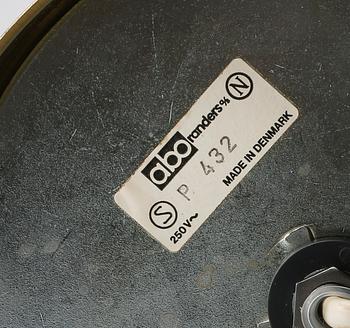 abo randers % N
S P 432
250V~ MADE IN DENMARK